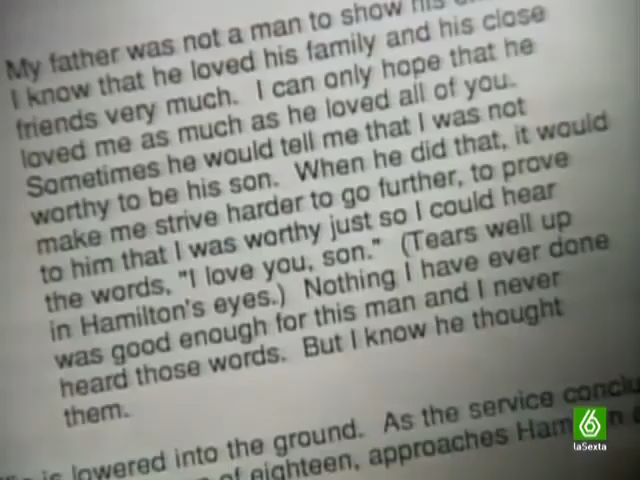 My father was not a man to show his
I know that he loved his family and his close
friends very much. I can only hope that he
loved me as much as he loved all of you.
Sometimes he would tell me that I was not
worthy to be his son. When he did that, it would
make me strive harder to go further, to prove
to him that I was worthy just so I could hear
the words, "I love you, son." (Tears well up
in Hamilton's eyes.) Nothing I have ever done
was good enough for this man and I never
heard those words. But I know he thought
them.
is lowered into the ground. As the service
of eighteen, approaches
6
laSexta